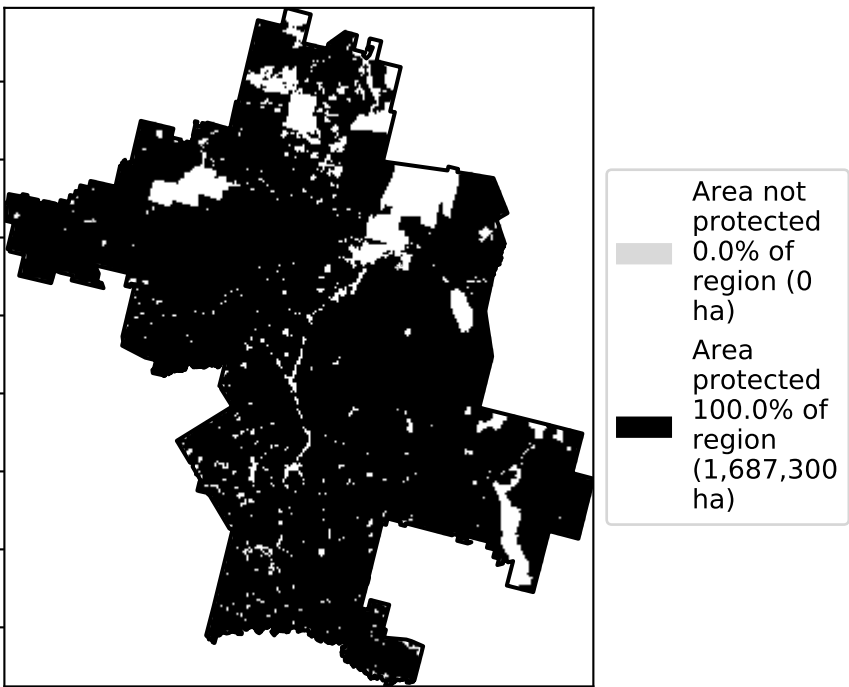 Area not
protected
0.0% of
region (0
ha)
Area
protected
100.0% of
region
(1,687,300
ha)